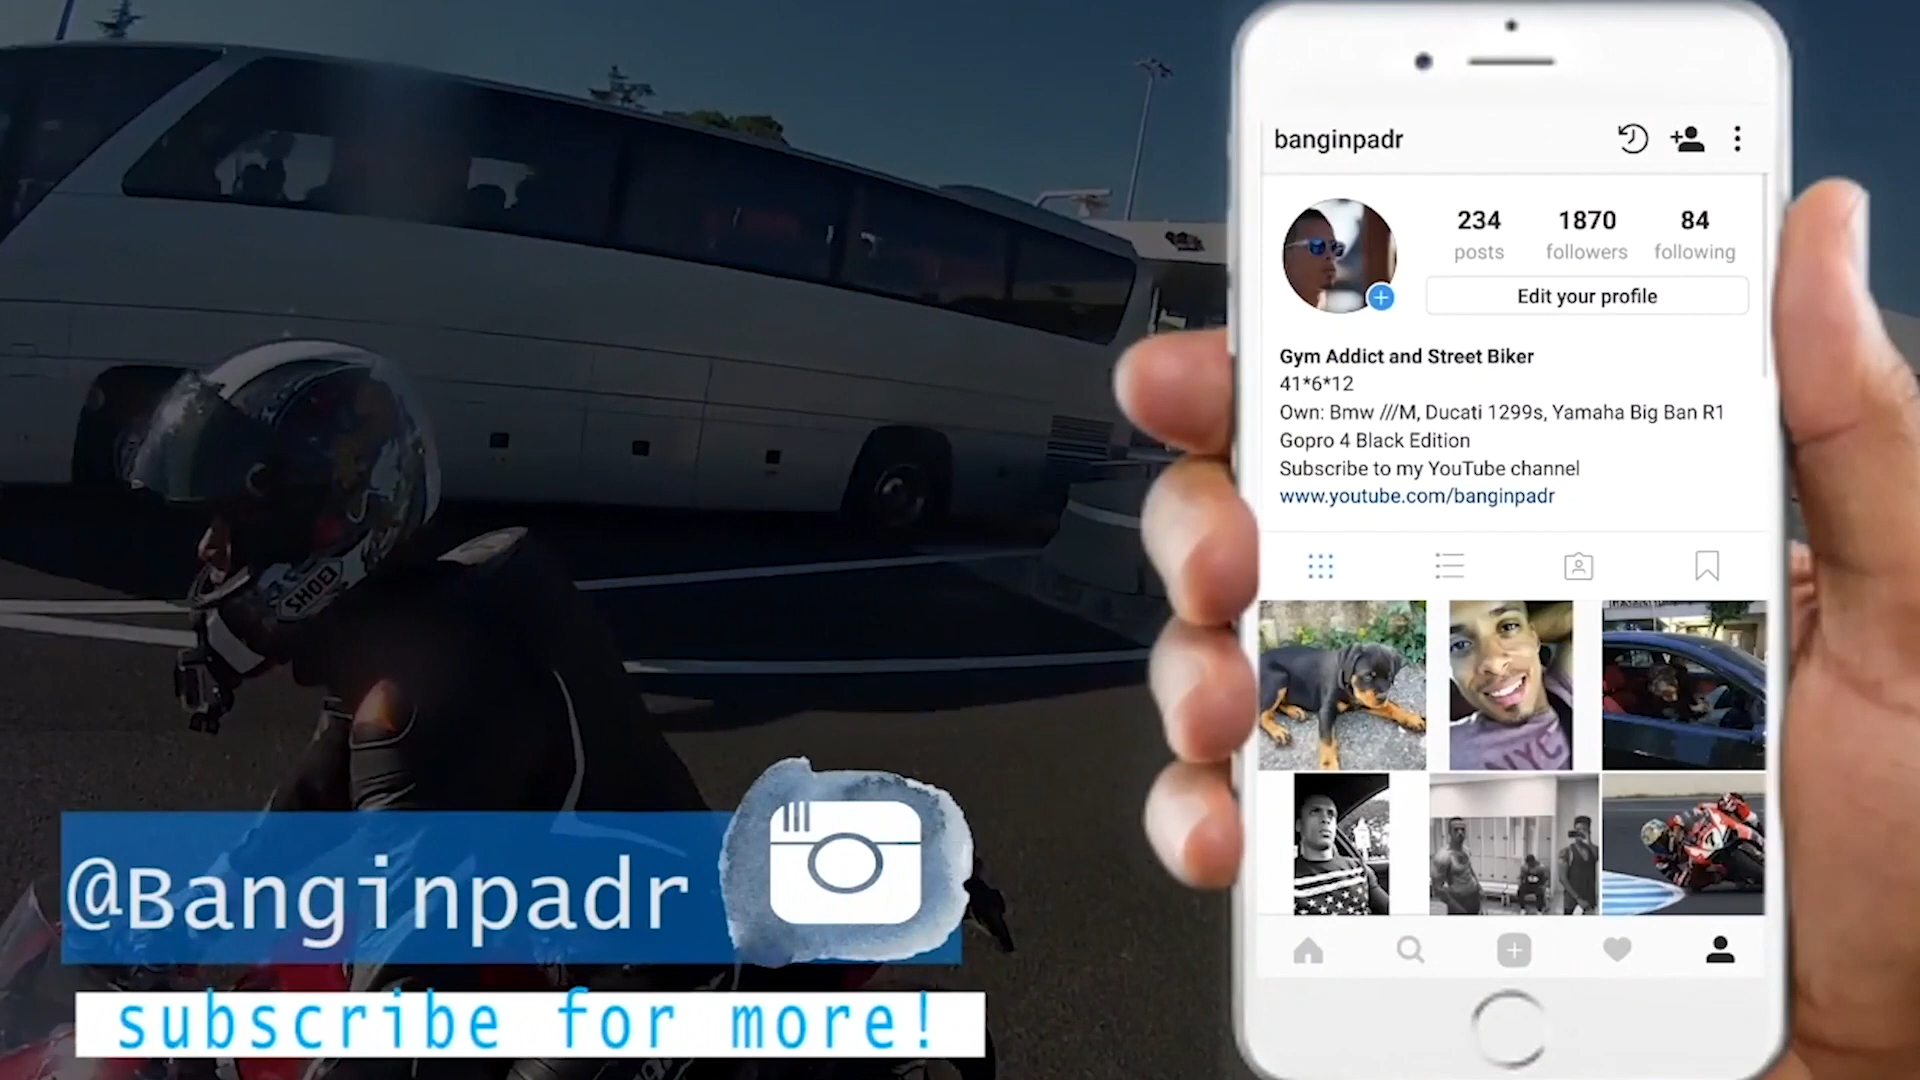 banginpadr
234
1870
84
posts
followers
following
Edit your profile
Gym Addict and Street Biker
41*6*12
Own: Bmw ///M, Ducati 1299s, Yamaha Big Ban R1
Gopro 4 Black Edition
Subscribe to my YouTube channel
www.youtube.com/banginpadr
SHOEI
NYC
@Banginpadr
subscribe for more!